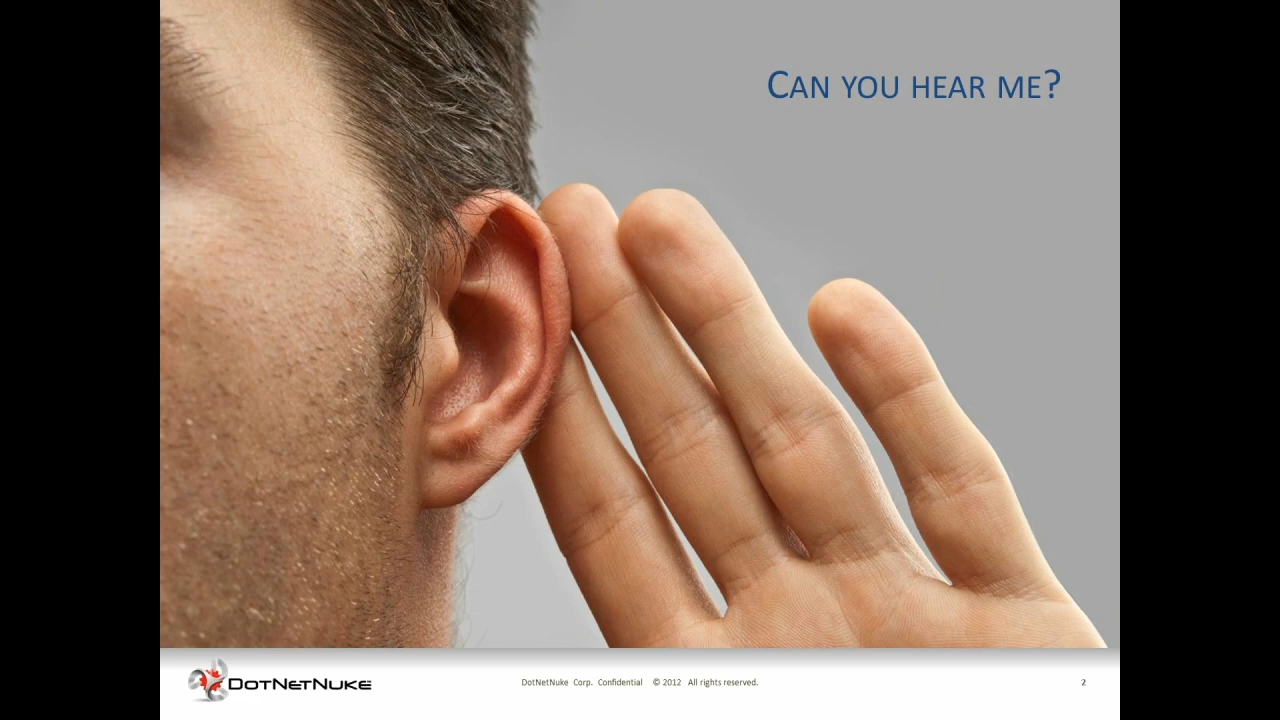 CAN YOU HEAR ME?
DOTNETNUKE
DotNetNuke Corp. Confidential © 2012 All rights reserved.
2